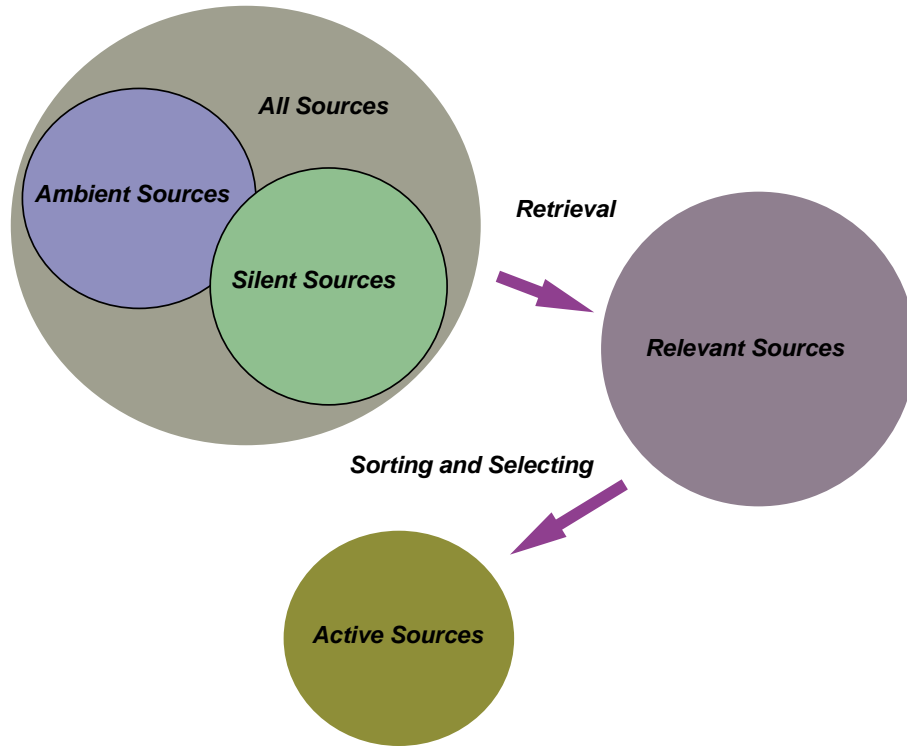 All Sources
Ambient Sources
Retrieval
Silent Sources
Relevant Sources
Sorting and Selecting
Active Sources